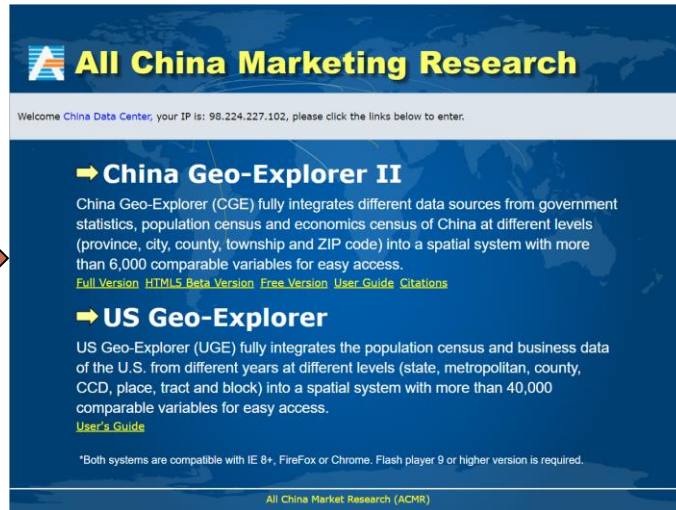 All China Marketing Research
Welcome China Data Center, your IP is: 98.224.227.102, please click the links below to enter.
China Geo-Explorer II
China Geo-Explorer (CGE) fully integrates different data sources from government
statistics, population census and economics census of China at different levels
(province, city, county, township and ZIP code) into a spatial system with more
than 6,000 comparable variables for easy access.
Full Version HTML5 Beta Version Free Version User Guide Citations
US Geo-Explorer
US Geo-Explorer (UGE) fully integrates the population census and business data
of the U.S. from different years at different levels (state, metropolitan, county,
CCD, place, tract and block) into a spatial system with more than 40,000
comparable variables for easy access.
User's Guide
*Both systems are compatible with IE 8+, FireFox or Chrome. Flash player 9 or higher version is required.
All China Market Research (ACMR)